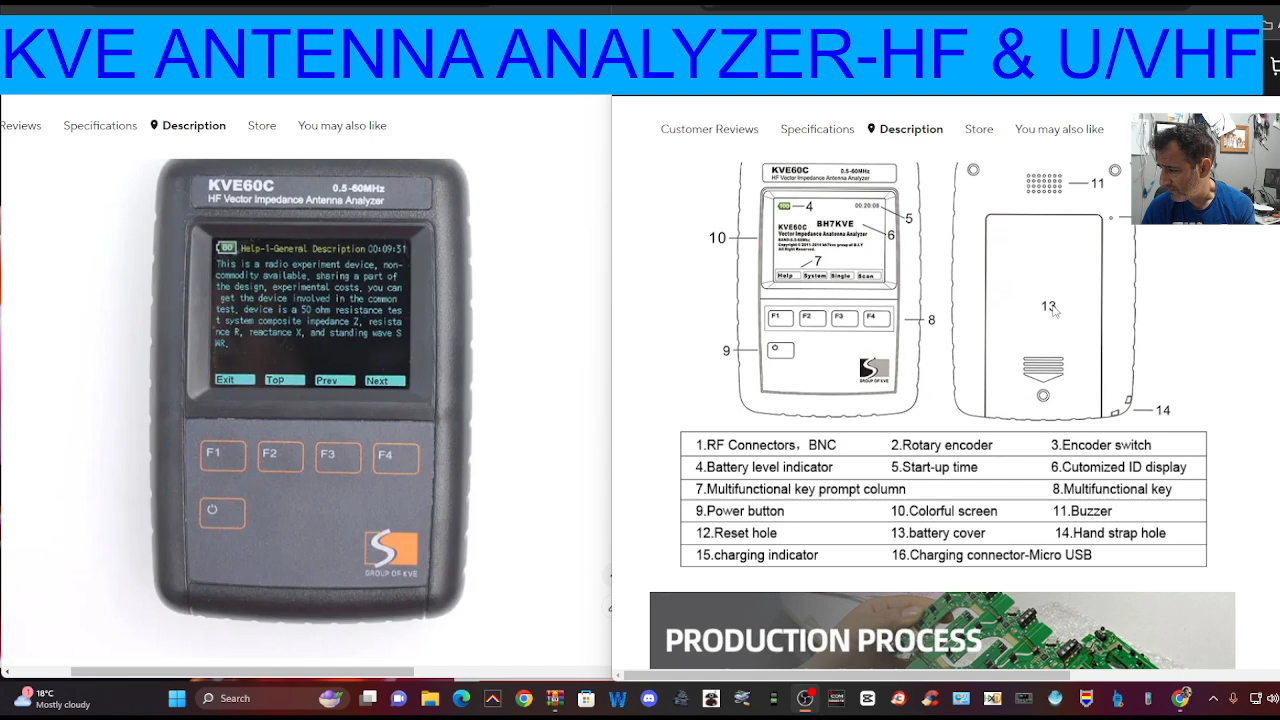 KVE ANTENNA ANALYZER-HF & U/VHF
Reviews Specifications Description Store You may also like
KVE60C 0.5-60MHz
HF Vector Impedance Antenna Analyzer
80 Help-1-General Description 00:09:31
This is a radio experiment device, non-
commodity available, sharing a part of
the design, experimental costs, you can
get the device involved in the common
test. device is a 50 ohm resistance tes
t system composite impedance Z, resista
nce R, reactance X, and standing wave S
WR.
Exit Top Prev Next
F1 F2 F3 F4
S
GROUP OF KVE
Customer Reviews Specifications Description Store You may also like
KVE60C 0.5-60MHz
HF Vector Impedance Antenna Analyzer
100 4 00:20:08
5
BH7KVE
KVE60C
6
Vector Impedance Anatenna Analyzer
7
Help System Single Scan
10
F1 F2 F3 F4
8
9
GROUP OF KVE
11
13
14
1.RF Connectors, BNC 2.Rotary encoder 3.Encoder switch
4.Battery level indicator 5.Start-up time 6.Cutomized ID display
7.Multifunctional key prompt column 8.Multifunctional key
9.Power button 10.Colorful screen 11.Buzzer
12.Reset hole 13.battery cover 14.Hand strap hole
15.charging indicator 16.Charging connector-Micro USB
PRODUCTION PROCESS
18°C
Mostly cloudy
Search